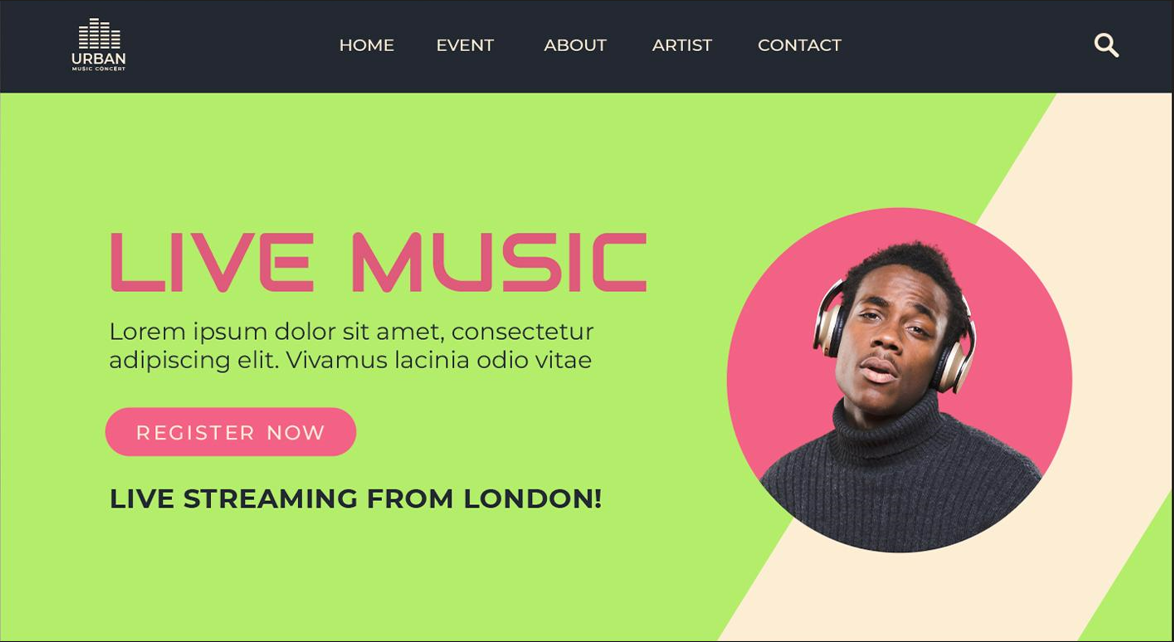 URBAN
MUSIC CONCERT
HOME EVENT ABOUT ARTIST CONTACT
LIVE MUSIC
Lorem ipsum dolor sit amet, consectetur
adipiscing elit. Vivamus lacinia odio vitae
REGISTER NOW
LIVE STREAMING FROM LONDON!